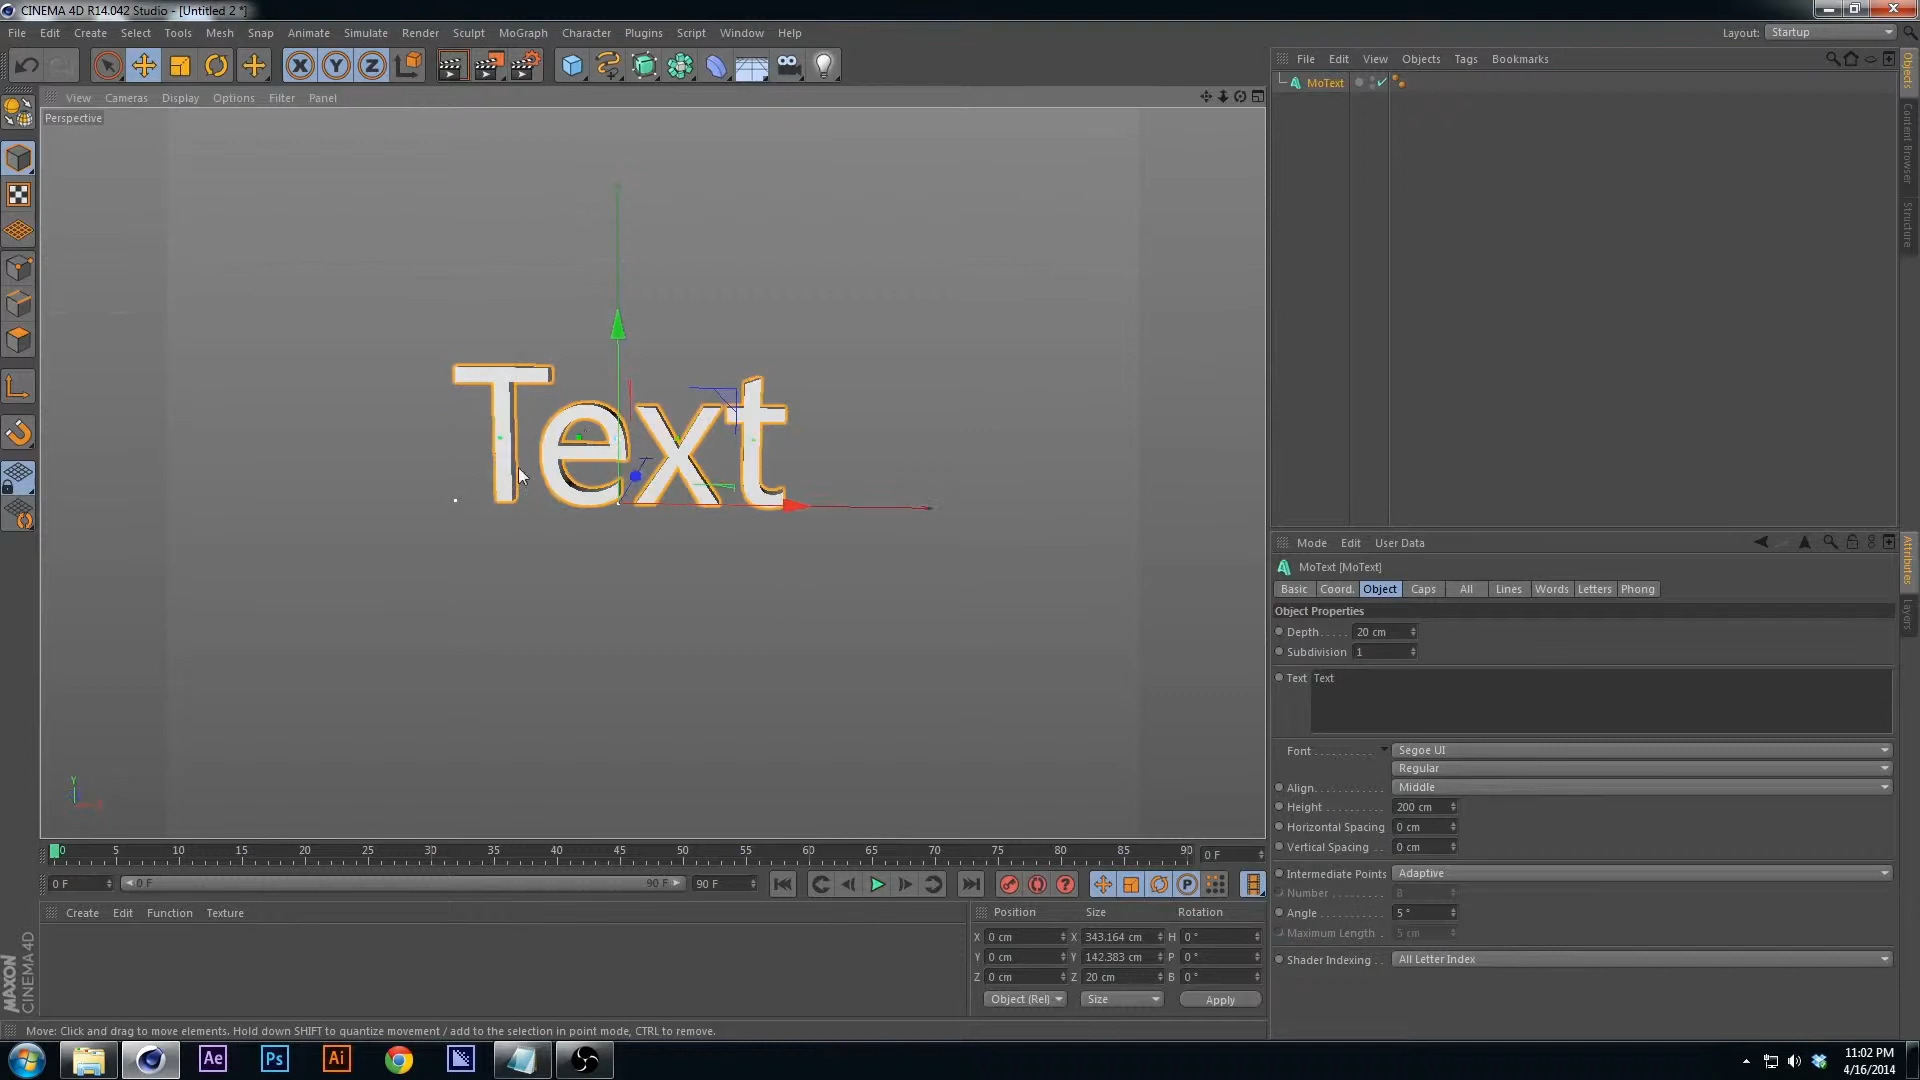 CINEMA 4D R14.042 Studio - [Untitled 2 *]
File Edit Create Select Tools Mesh Snap Animate Simulate Render Sculpt MoGraph Character Plugins Script Window Help Layout: Startup
X Y Z
File Edit View Objects Tags Bookmarks
MoText
View Cameras Display Options Filter Panel
Perspective
Text
Y
Objects
Content Browser
Structure
Attributes
Layers
Mode Edit User Data
MoText [MoText]
Basic Coord. Object Caps All Lines Words Letters Phong
Object Properties
Depth..... 20 cm
Subdivision 1
Text Text
Font .......... Segoe UI
Regular
Align............ Middle
Height .......... 200 cm
Horizontal Spacing 0 cm
Vertical Spacing .. 0 cm
Intermediate Points Adaptive
Number ......... 8
Angle ........... 5 °
Maximum Length . 5 cm
Shader Indexing... All Letter Index
0 5 10 15 20 25 30 35 40 45 50 55 60 65 70 75 80 85 90 0 F
0 F 0 F 90 F 90 F P
Create Edit Function Texture
Position Size Rotation
X 0 cm X 343.164 cm H 0 °
Y 0 cm Y 142.383 cm P 0 °
Z 0 cm Z 20 cm B 0 °
Object (Rel) Size Apply
MAXON
CINEMA 4D
Move: Click and drag to move elements. Hold down SHIFT to quantize movement / add to the selection in point mode, CTRL to remove.
Ae Ps Ai
11:02 PM
4/16/2014